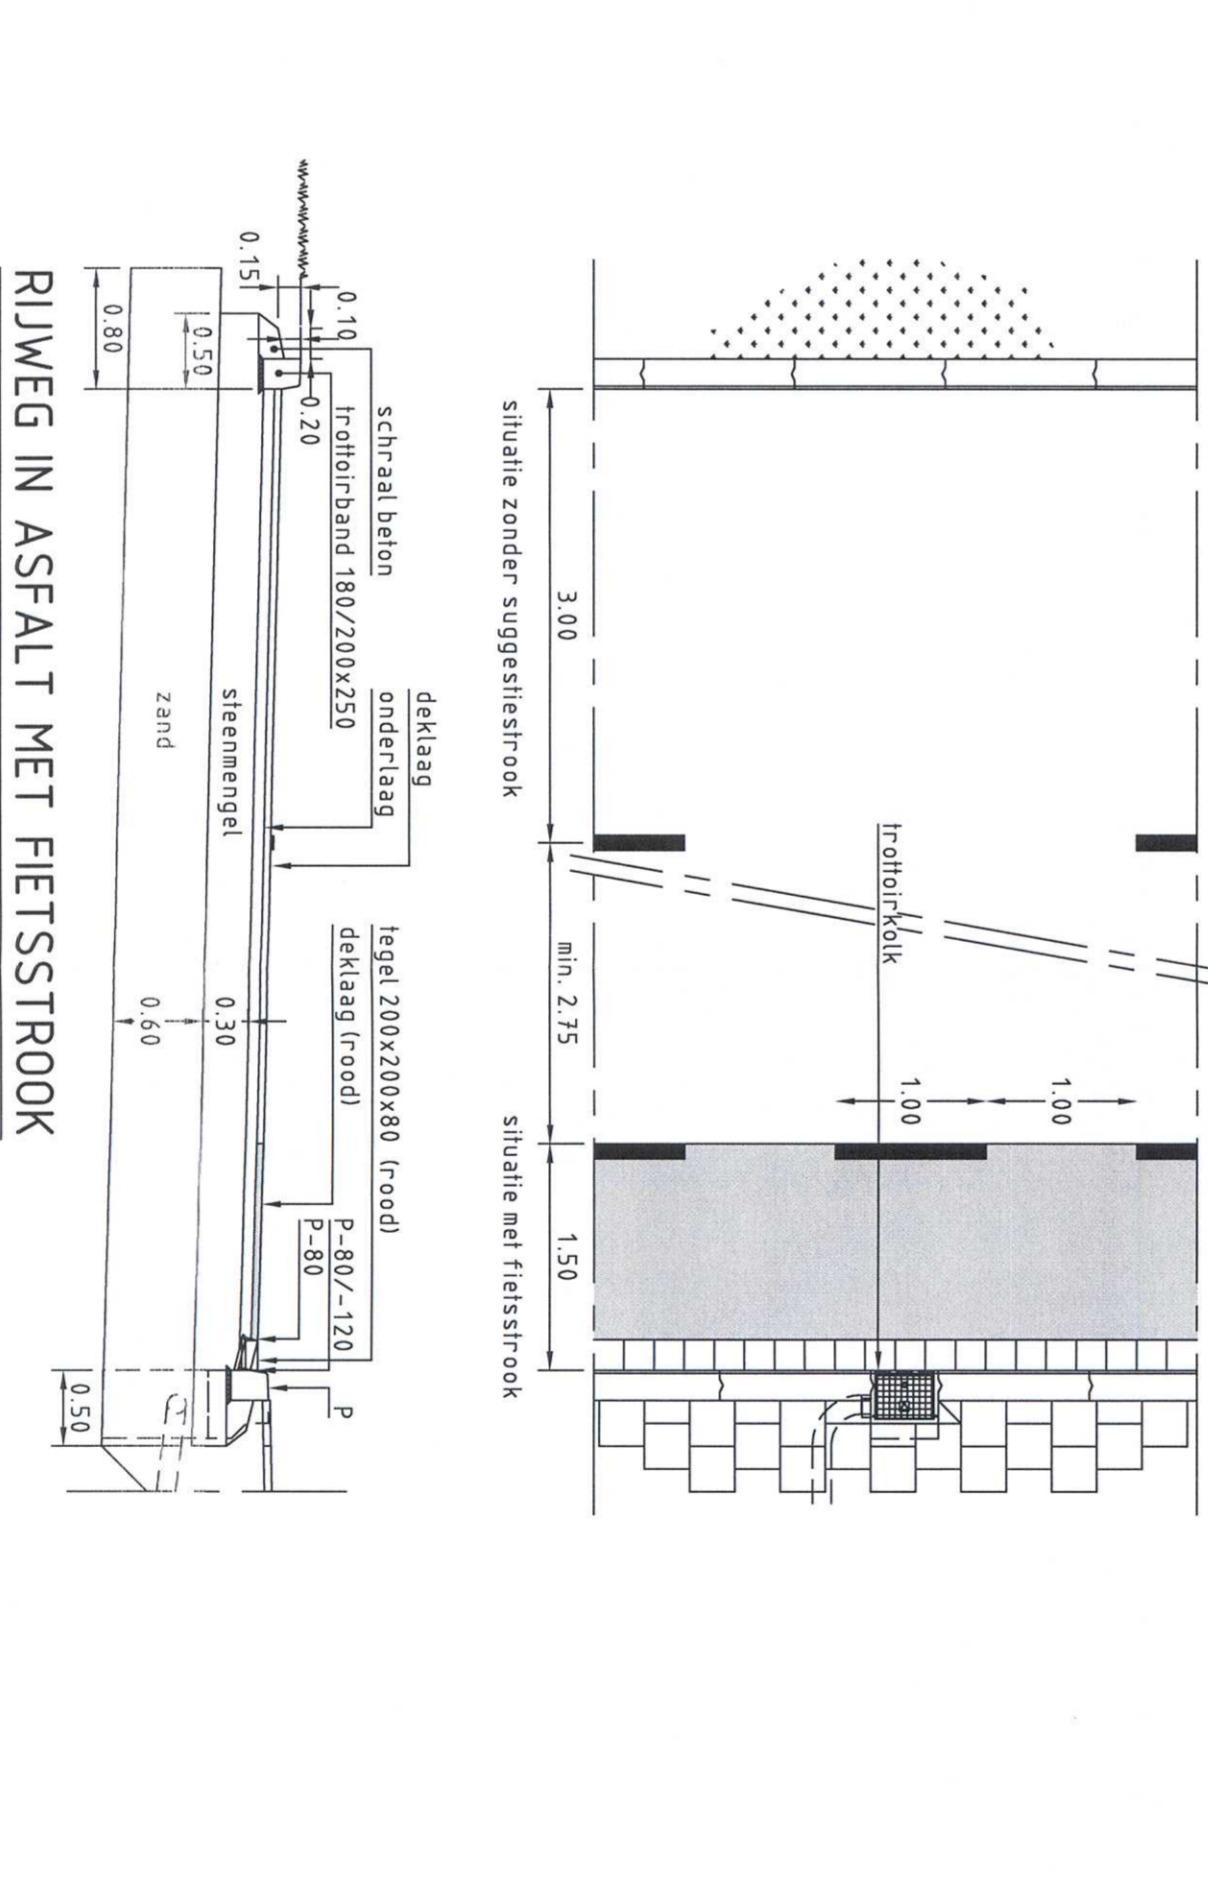 trottoirkolk
1.00
1.00
3.00
min. 2.75
1.50
situatie zonder suggestiestrook
situatie met fietsstrook
deklaag
onderlaag
schraalbeton
trottoirband 180/200x250
tegel 200x200x80 (rood)
deklaag (rood)
P-80/-120
P-80
P
0.10
0.20
0.15
0.50
0.80
steenmengel
zand
0.30
0.60
0.50
RIJWEG IN ASFALT MET FIETSSTROOK